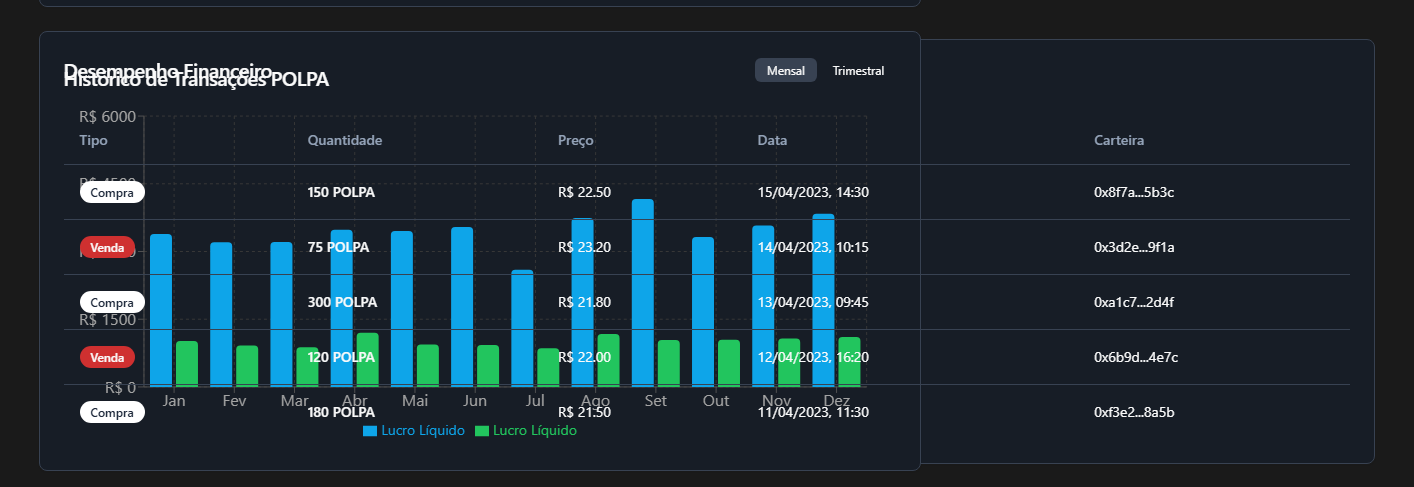 Desempenho Financeiro
Histórico de Transações POLPA
Mensal Trimestral
R$ 6000
Tipo Quantidade Preço Data Carteira
Compra 150 POLPA R$ 22.50 15/04/2023, 14:30 0x8f7a...5b3c
Venda 75 POLPA R$ 23.20 14/04/2023, 10:15 0x3d2e...9f1a
Compra 300 POLPA R$ 21.80 13/04/2023, 09:45 0xa1c7...2d4f
R$ 1500
Venda 120 POLPA R$ 22.00 12/04/2023, 16:20 0x6b9d...4e7c
R$ 0
Jan Fev Mar Abr Mai Jun Jul Ago Set Out Nov Dez
Compra 180 POLPA R$ 21.50 11/04/2023, 11:30 0xf3e2...8a5b
Lucro Líquido Lucro Líquido